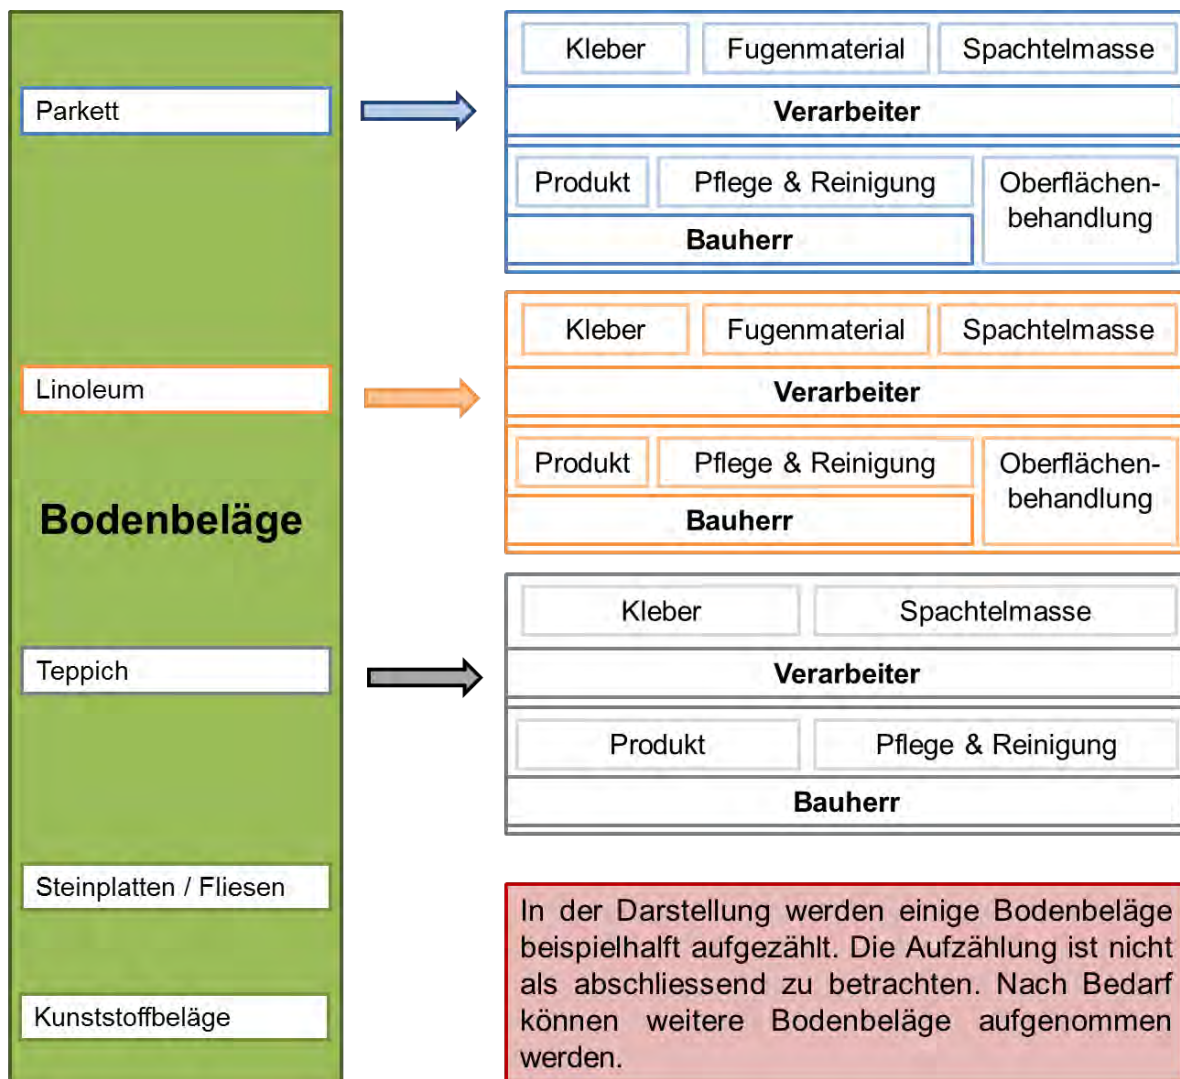 Kleber Fugenmaterial Spachtelmasse
Parkett
Verarbeiter
Produkt Pflege & Reinigung Oberflächen-
behandlung
Bauherr
Kleber Fugenmaterial Spachtelmasse
Linoleum
Verarbeiter
Produkt Pflege & Reinigung Oberflächen-
behandlung
Bauherr
Bodenbeläge
Kleber Spachtelmasse
Teppich
Verarbeiter
Produkt Pflege & Reinigung
Bauherr
Steinplatten / Fliesen
Kunststoffbeläge
In der Darstellung werden einige Bodenbeläge
beispielhalft aufgezählt. Die Aufzählung ist nicht
als abschliessend zu betrachten. Nach Bedarf
können weitere Bodenbeläge aufgenommen
werden.